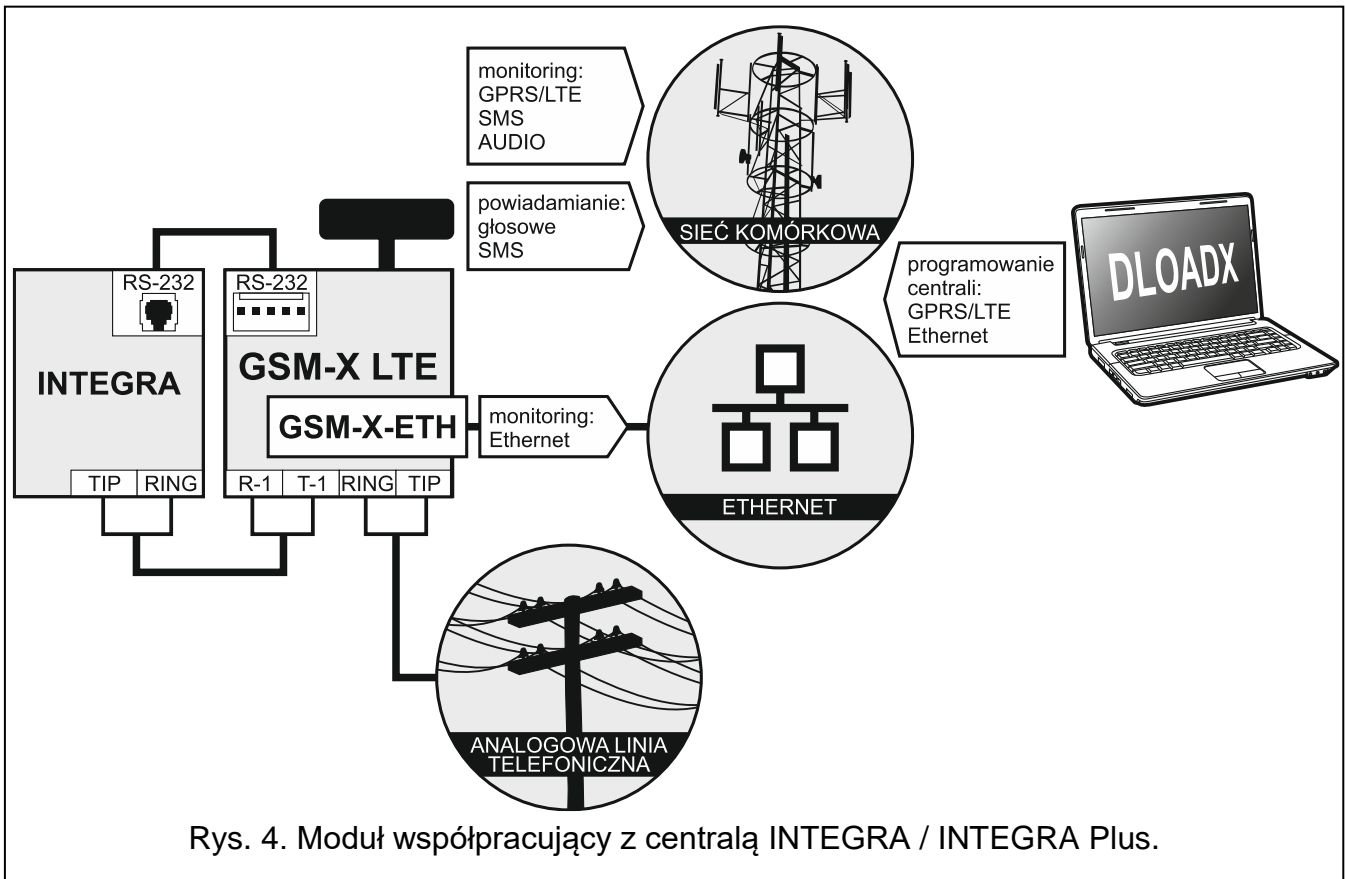 monitoring:
GPRS/LTE
SMS
AUDIO
powiadamianie:
głosowe
SMS
SIEĆ KOMÓRKOWA
programowanie
centrali:
GPRS/LTE
Ethernet
DLOADX
RS-232
RS-232
INTEGRA
GSM-X LTE
GSM-X-ETH
monitoring:
Ethernet
TIP RING
R-1 T-1 RING TIP
ETHERNET
ANALOGOWA LINIA
TELEFONICZNA
Rys. 4. Moduł współpracujący z centralą INTEGRA / INTEGRA Plus.